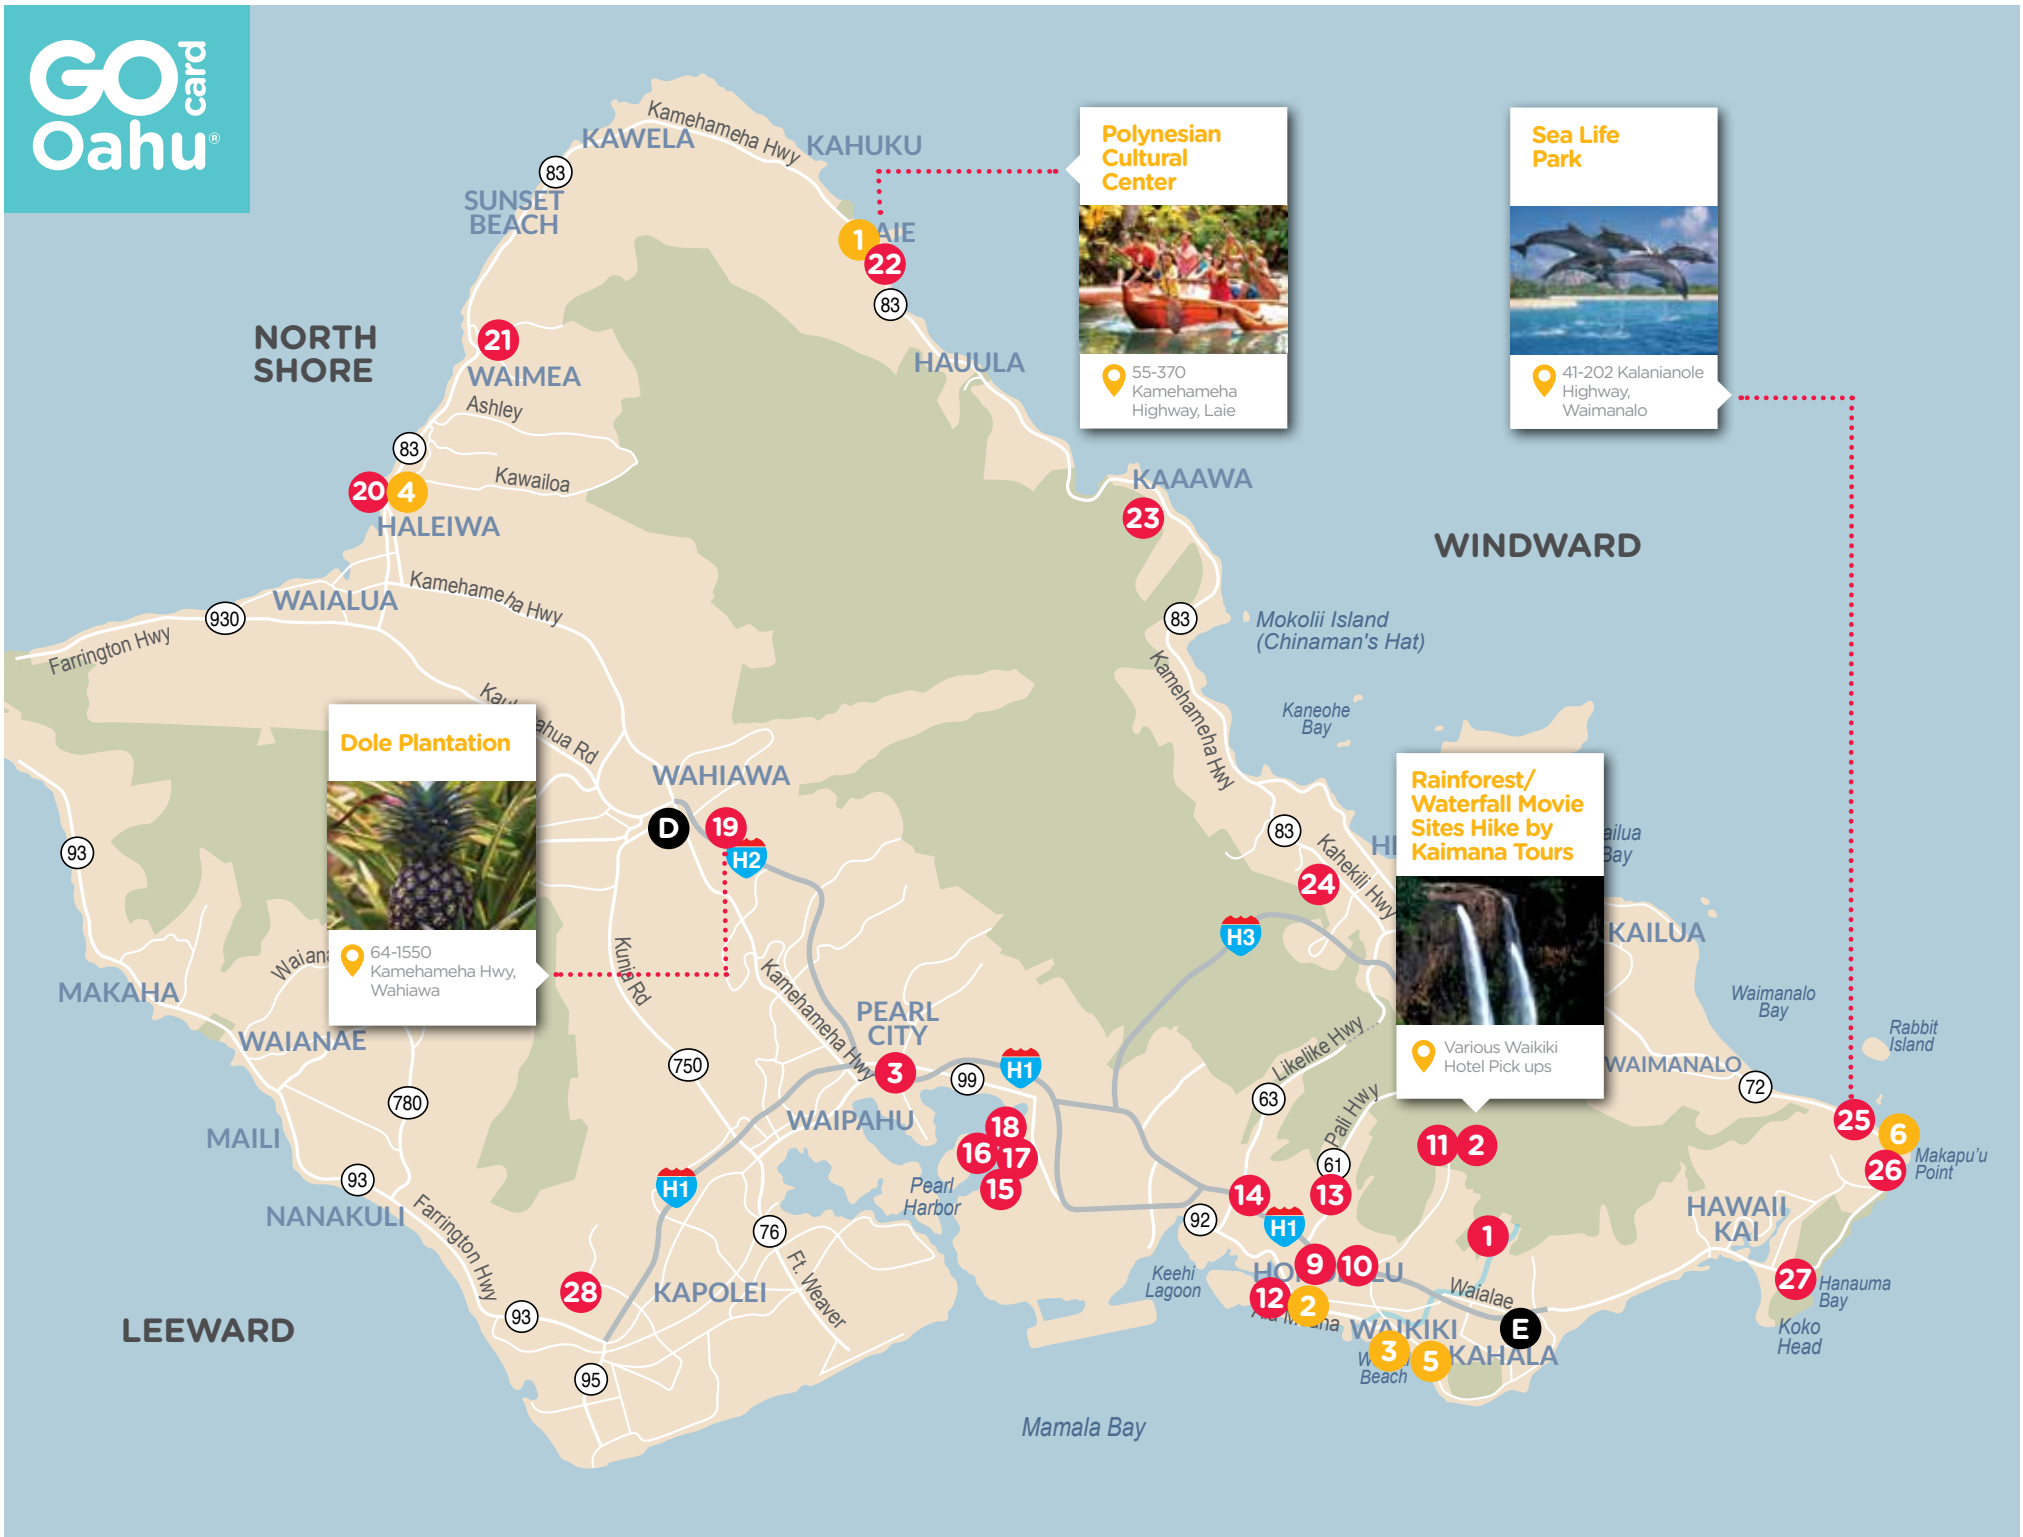 GO card
Oahu®
Kamehameha Hwy
KAWELA
KAHUKU
83
SUNSET
BEACH
1
AIE
22
83
Polynesian
Cultural
Center
55-370
Kamehameha
Highway, Laie
Sea Life
Park
41-202 Kalanianole
Highway,
Waimanalo
NORTH
SHORE
21
WAIMEA
Ashley
HAUULA
83
Kawailoa
20
4
HALEIWA
KAAAWA
23
WINDWARD
Kamehameha Hwy
WAIALUA
930
Farrington Hwy
83
Mokolii Island
(Chinaman's Hat)
Kamehameha Hwy
Kaneohe
Bay
ahua Rd
Dole Plantation
64-1550
Kamehameha Hwy,
Wahiawa
WAHIAWA
D
19
H2
93
83
Kahekili Hwy
24
H3
Rainforest/
Waterfall Movie
Sites Hike by
Kaimana Tours
Various Waikiki
Hotel Pick ups
ailua
Bay
KAILUA
Waimanalo
Bay
Rabbit
Island
MAKAHA
WAIANAE
Kunia Rd
Kamehameha Hwy
PEARL
CITY
3
99
H1
750
780
Likelike Hwy
63
Pali Hwy
WAIMANALO
72
25
6
26
Makapu'u
Point
MAILI
WAIPAHU
18
16
17
15
Pearl
Harbor
11
2
61
93
H1
14
13
NANAKULI
Farrington Hwy
76
Ft. Weaver
92
H1
1
HAWAII
KAI
28
KAPOLEI
Keehi
Lagoon
9
10
LU
12
2
Waialae
27
Hanauma
Bay
LEEWARD
93
WAIKIKI
E
Koko
Head
3
5
KAHALA
Beach
95
Mamala Bay